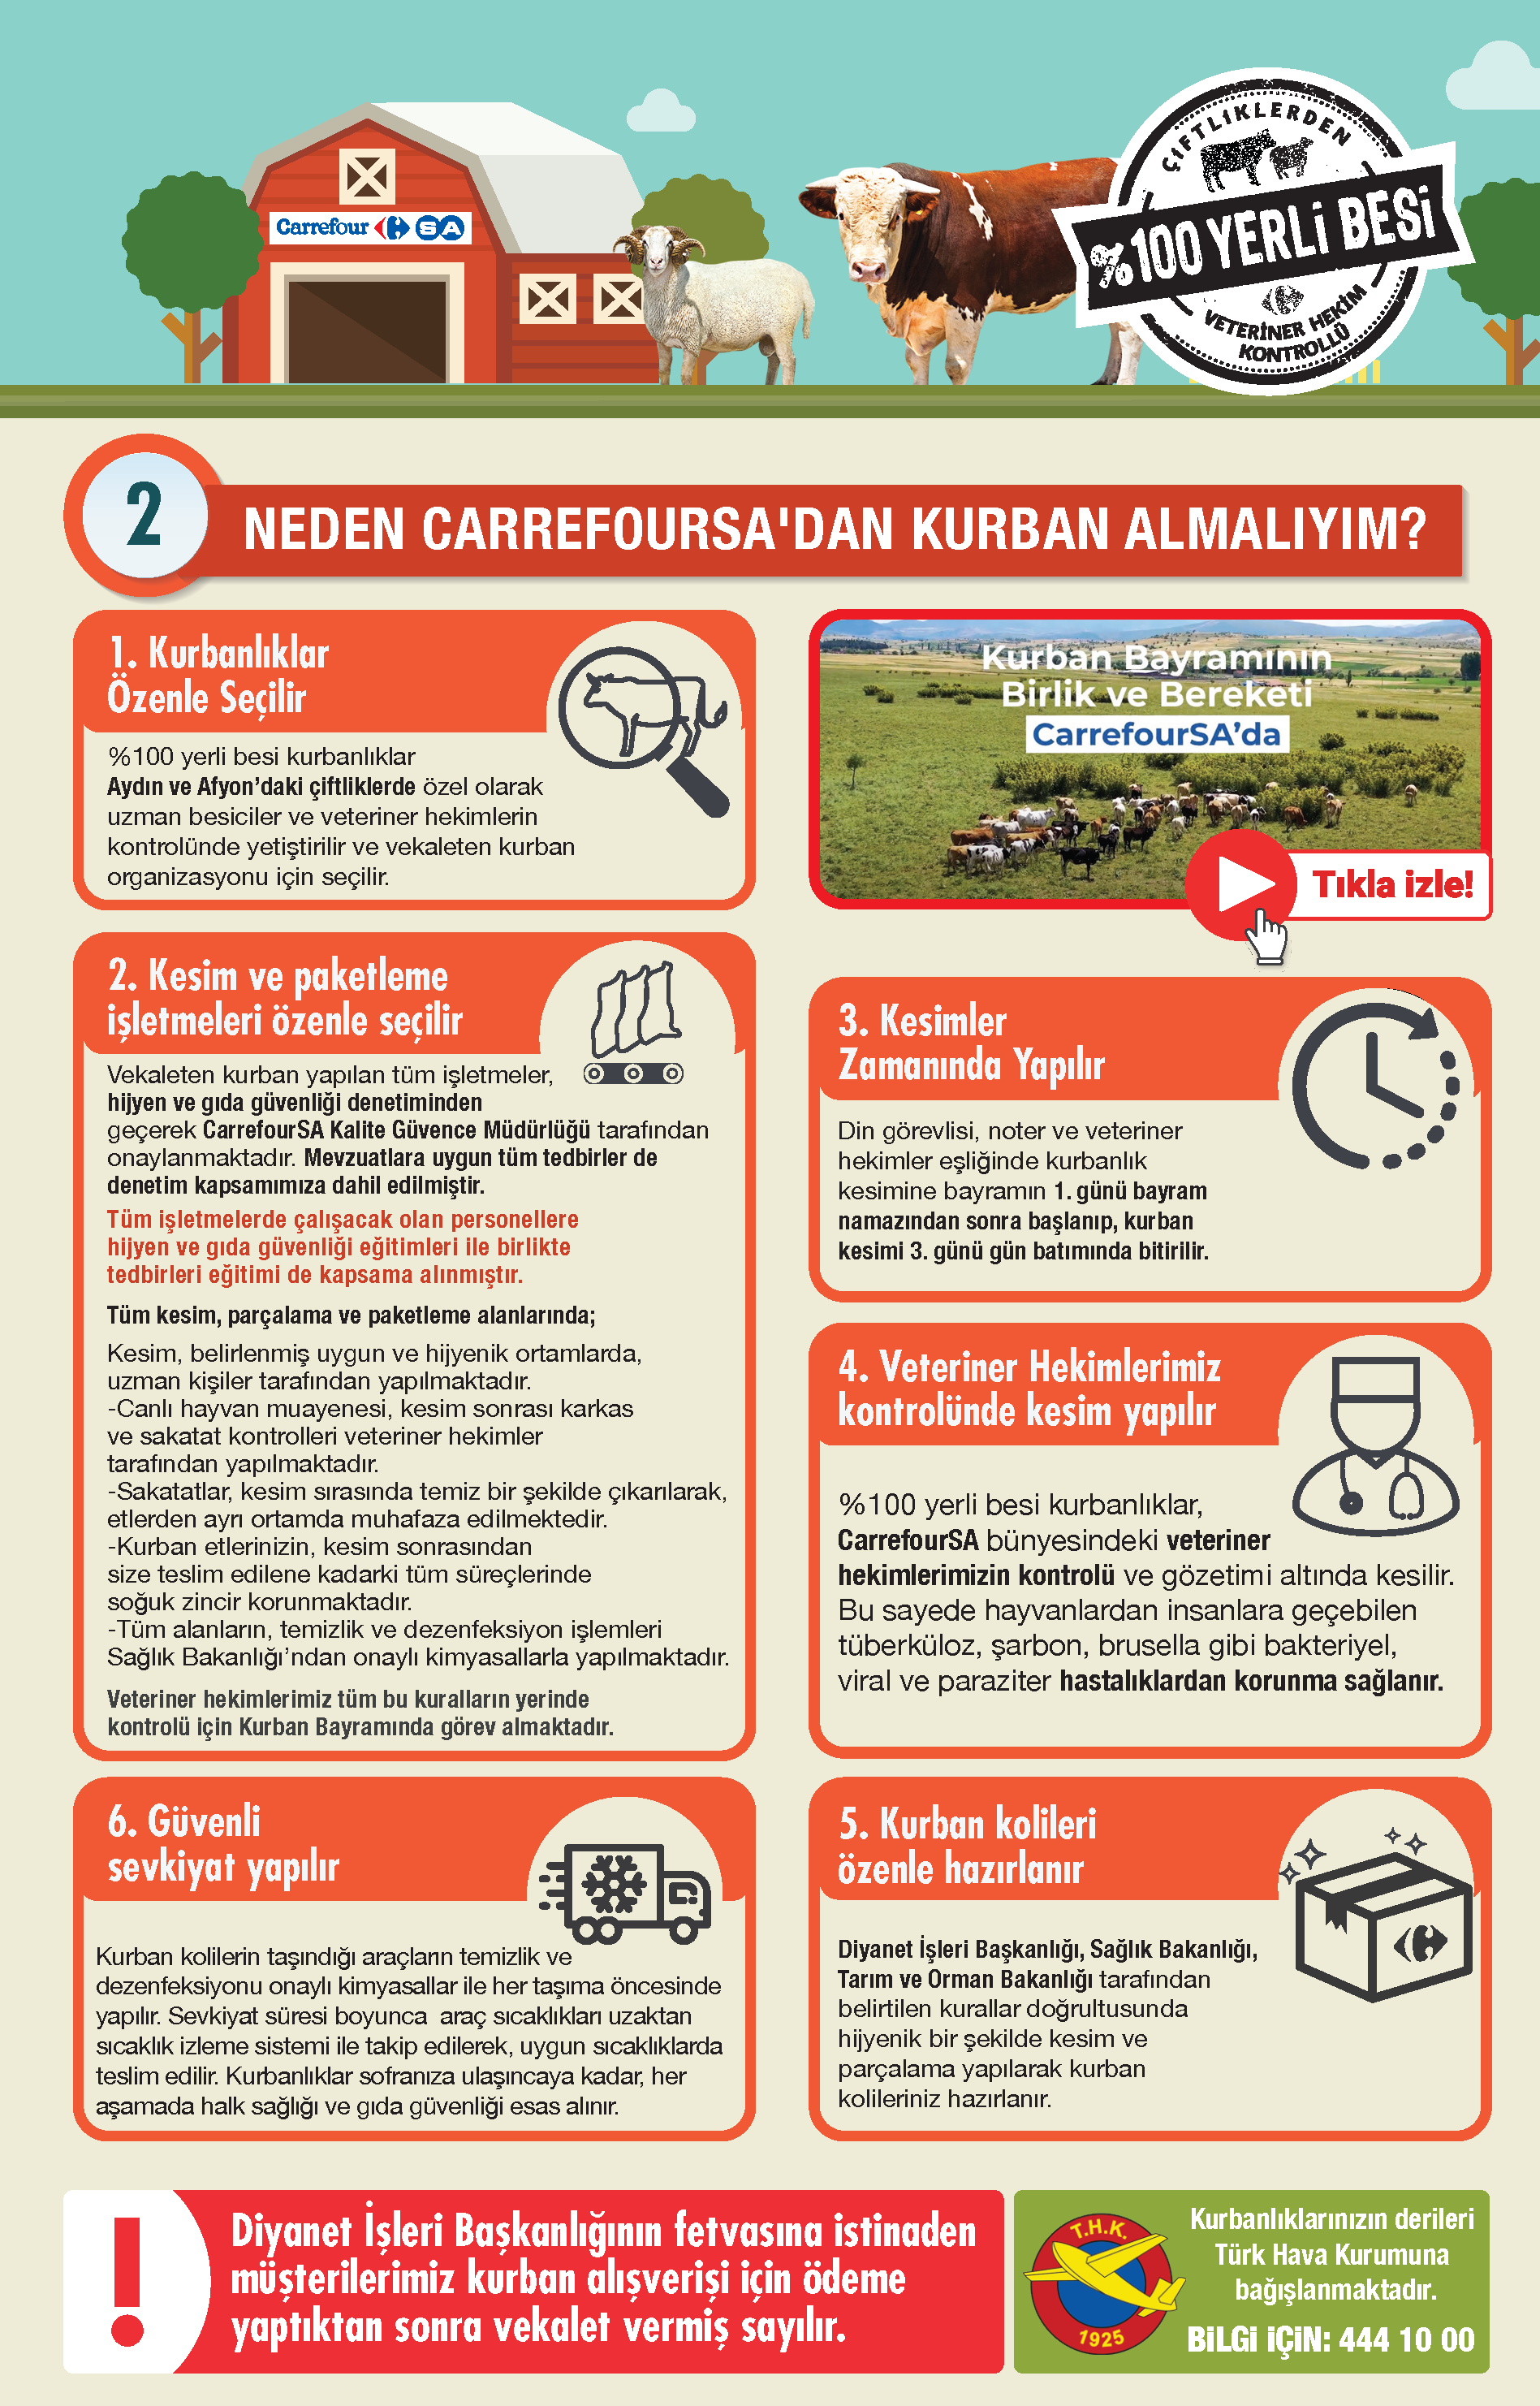 Carrefour SA
ÇİFTLİKLERDEN
%100 YERLİ BESİ
VETERİNER HEKİM
KONTROLLÜ
2
NEDEN CARREFOURSA'DAN KURBAN ALMALIYIM?
1. Kurbanlıklar
Özenle Seçilir
%100 yerli besi kurbanlıklar
Aydın ve Afyon’daki çiftliklerde özel olarak
uzman besiciler ve veteriner hekimlerin
kontrolünde yetiştirilir ve vekaleten kurban
organizasyonu için seçilir.
Kurban Bayramının
Birlik ve Bereketi
CarrefourSA’da
Tıkla izle!
2. Kesim ve paketleme
işletmeleri özenle seçilir
Vekaleten kurban yapılan tüm işletmeler,
hijyen ve gıda güvenliği denetiminden
geçerek CarrefourSA Kalite Güvence Müdürlüğü tarafından
onaylanmaktadır. Mevzuatlara uygun tüm tedbirler de
denetim kapsamımıza dahil edilmiştir.
Tüm işletmelerde çalışacak olan personellere
hijyen ve gıda güvenliği eğitimleri ile birlikte
tedbirleri eğitimi de kapsama alınmıştır.
Tüm kesim, parçalama ve paketleme alanlarında;
Kesim, belirlenmiş uygun ve hijyenik ortamlarda,
uzman kişiler tarafından yapılmaktadır.
-Canlı hayvan muayenesi, kesim sonrası karkas
ve sakatat kontrolleri veteriner hekimler
tarafından yapılmaktadır.
-Sakatatlar, kesim sırasında temiz bir şekilde çıkarılarak,
etlerden ayrı ortamda muhafaza edilmektedir.
-Kurban etlerinizin, kesim sonrasından
size teslim edilene kadarki tüm süreçlerinde
soğuk zincir korunmaktadır.
-Tüm alanların, temizlik ve dezenfeksiyon işlemleri
Sağlık Bakanlığı’ndan onaylı kimyasallarla yapılmaktadır.
Veteriner hekimlerimiz tüm bu kuralların yerinde
kontrolü için Kurban Bayramında görev almaktadır.
3. Kesimler
Zamanında Yapılır
Din görevlisi, noter ve veteriner
hekimler eşliğinde kurbanlık
kesimine bayramın 1. günü bayram
namazından sonra başlanıp, kurban
kesimi 3. günü gün batımında bitirilir.
4. Veteriner Hekimlerimiz
kontrolünde kesim yapılır
%100 yerli besi kurbanlıklar,
CarrefourSA bünyesindeki veteriner
hekimlerimizin kontrolü ve gözetimi altında kesilir.
Bu sayede hayvanlardan insanlara geçebilen
tüberküloz, şarbon, brusella gibi bakteriyel,
viral ve paraziter hastalıklardan korunma sağlanır.
6. Güvenli
sevkiyat yapılır
Kurban kolilerin taşındığı araçların temizlik ve
dezenfeksiyonu onaylı kimyasallar ile her taşıma öncesinde
yapılır. Sevkiyat süresi boyunca araç sıcaklıkları uzaktan
sıcaklık izleme sistemi ile takip edilerek, uygun sıcaklıklarda
teslim edilir. Kurbanlıklar sofranıza ulaşıncaya kadar, her
aşamada halk sağlığı ve gıda güvenliği esas alınır.
5. Kurban kolileri
özenle hazırlanır
Diyanet İşleri Başkanlığı, Sağlık Bakanlığı,
Tarım ve Orman Bakanlığı tarafından
belirtilen kurallar doğrultusunda
hijyenik bir şekilde kesim ve
parçalama yapılarak kurban
kolileriniz hazırlanır.
!
Diyanet İşleri Başkanlığının fetvasına istinaden
müşterilerimiz kurban alışverişi için ödeme
yaptıktan sonra vekalet vermiş sayılır.
T.H.K.
1925
Kurbanlıklarınızın derileri
Türk Hava Kurumuna
bağışlanmaktadır.
BİLGİ İÇİN: 444 10 00